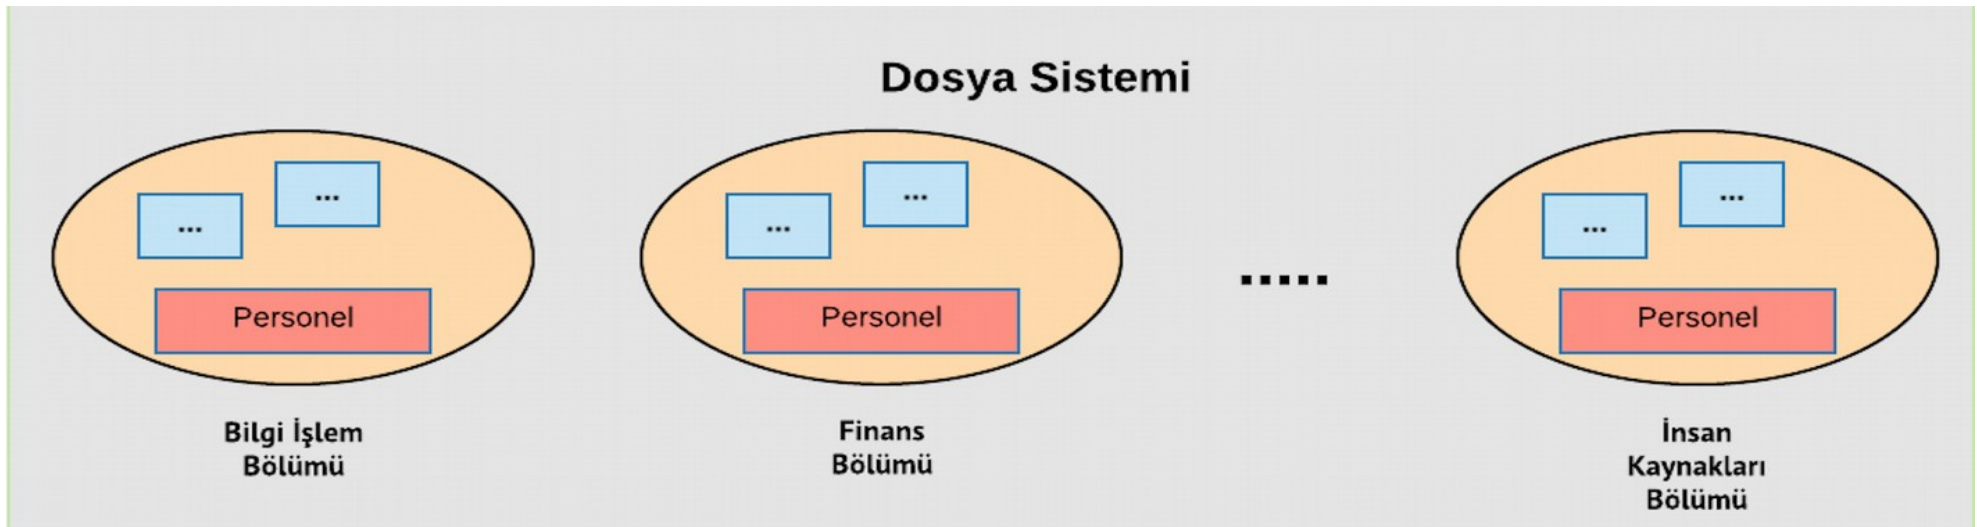 Dosya Sistemi
...
...
Personel
Bilgi İşlem
Bölümü
...
...
Personel
Finans
Bölümü
.....
...
...
Personel
İnsan
Kaynakları
Bölümü